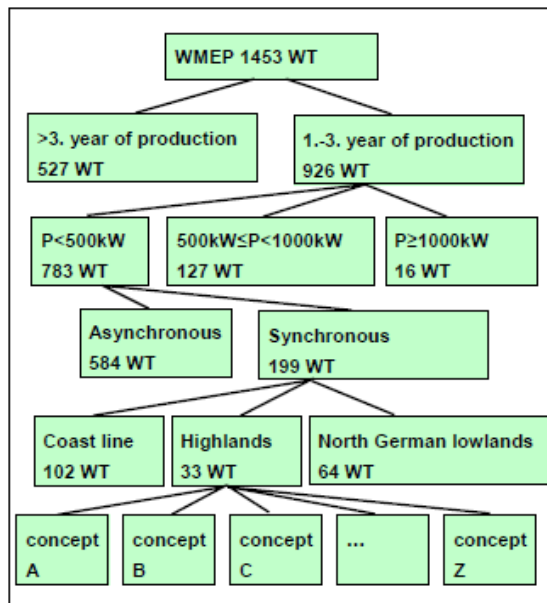 WMEP 1453 WT
>3. year of production
527 WT
1.-3. year of production
926 WT
P<500kW
783 WT
500kW≤P<1000kW
127 WT
P≥1000kW
16 WT
Asynchronous
584 WT
Synchronous
199 WT
Coast line
102 WT
Highlands
33 WT
North German lowlands
64 WT
concept
A
concept
B
concept
C
...
concept
Z